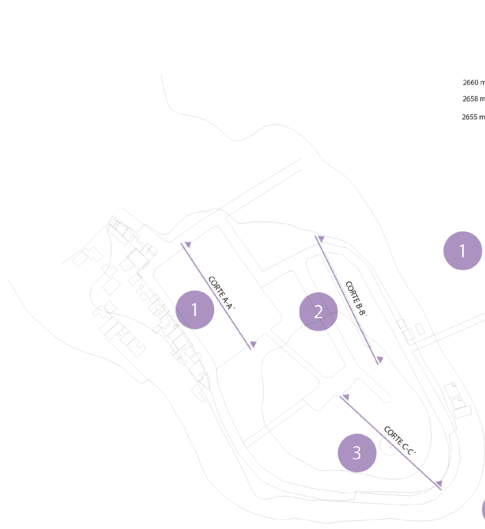 2660 m
2658 m
2655 m
1
CORTE A-A´
1
CORTE B-B´
2
CORTE C-C´
3